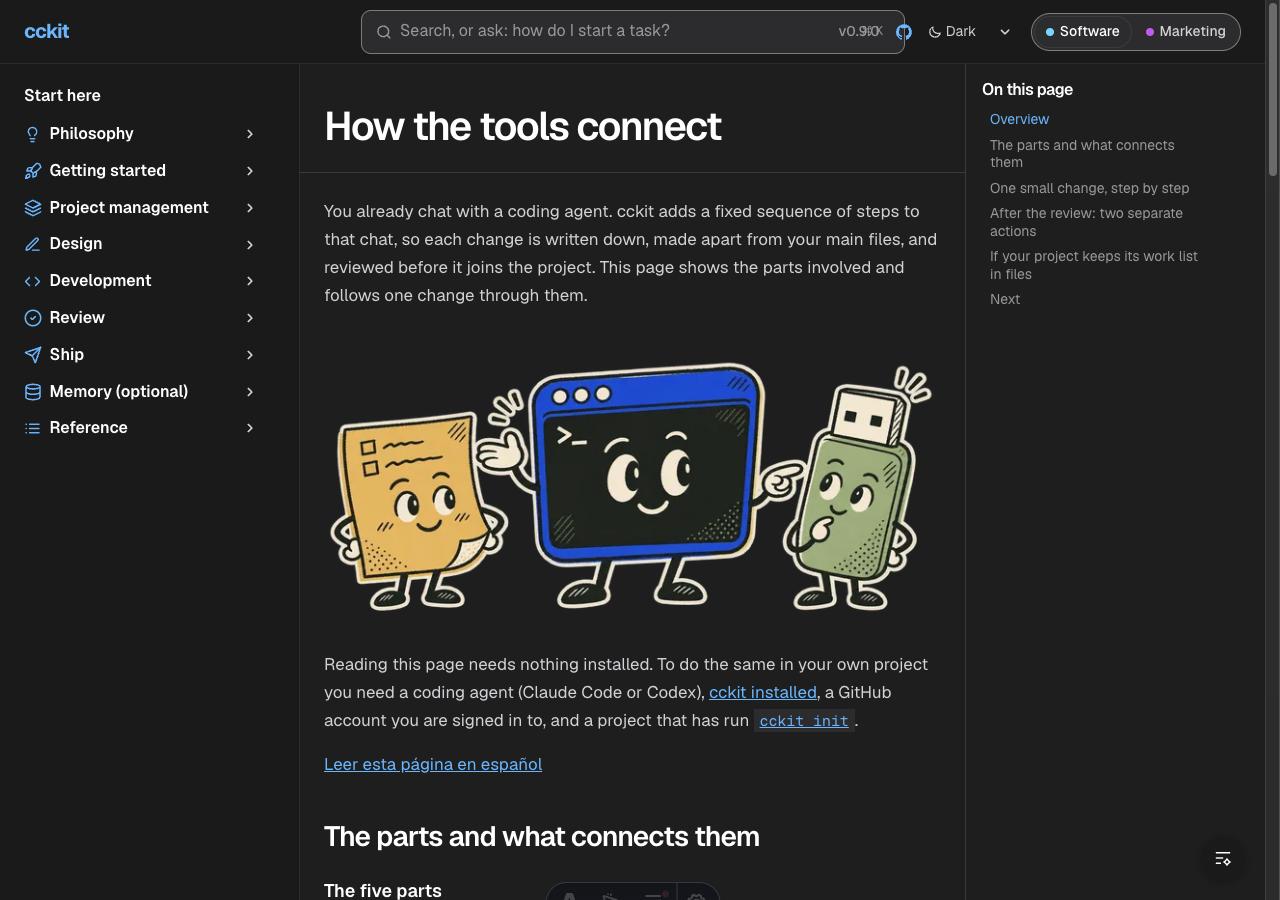 cckit
Search, or ask: how do I start a task?
Dark
Software
Marketing
Start here
Philosophy
Getting started
Project management
Design
Development
Review
Ship
Memory (optional)
Reference
How the tools connect
You already chat with a coding agent. cckit adds a fixed sequence of steps to
that chat, so each change is written down, made apart from your main files, and
reviewed before it joins the project. This page shows the parts involved and
follows one change through them.
>_
Reading this page needs nothing installed. To do the same in your own project
you need a coding agent (Claude Code or Codex), cckit installed, a GitHub
account you are signed in to, and a project that has run cckit init.
Leer esta página en español
The parts and what connects them
The five parts
On this page
Overview
The parts and what connects
them
One small change, step by step
After the review: two separate
actions
If your project keeps its work list
in files
Next